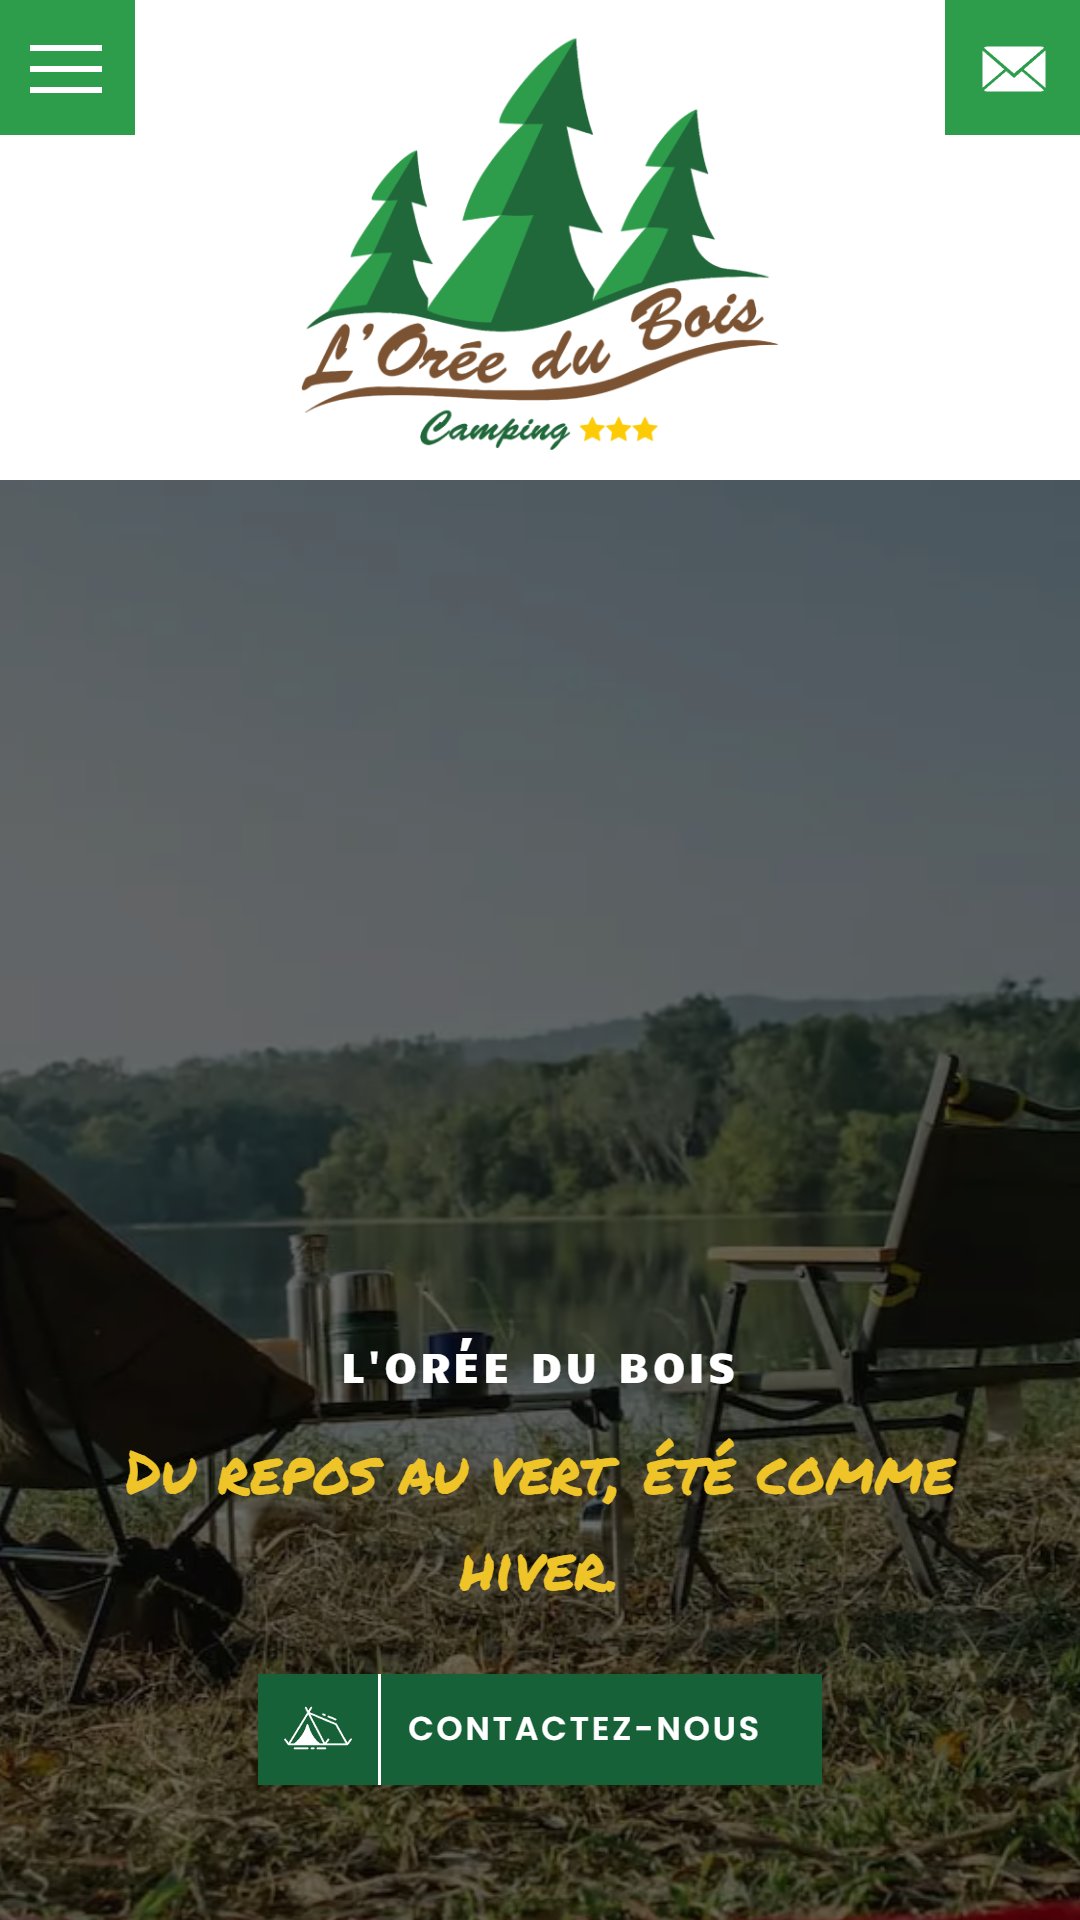 L'Orée du Bois
Camping
L'ORÉE DU BOIS
DU REPOS AU VERT, ÉTÉ COMME
HIVER.
CONTACTEZ-NOUS